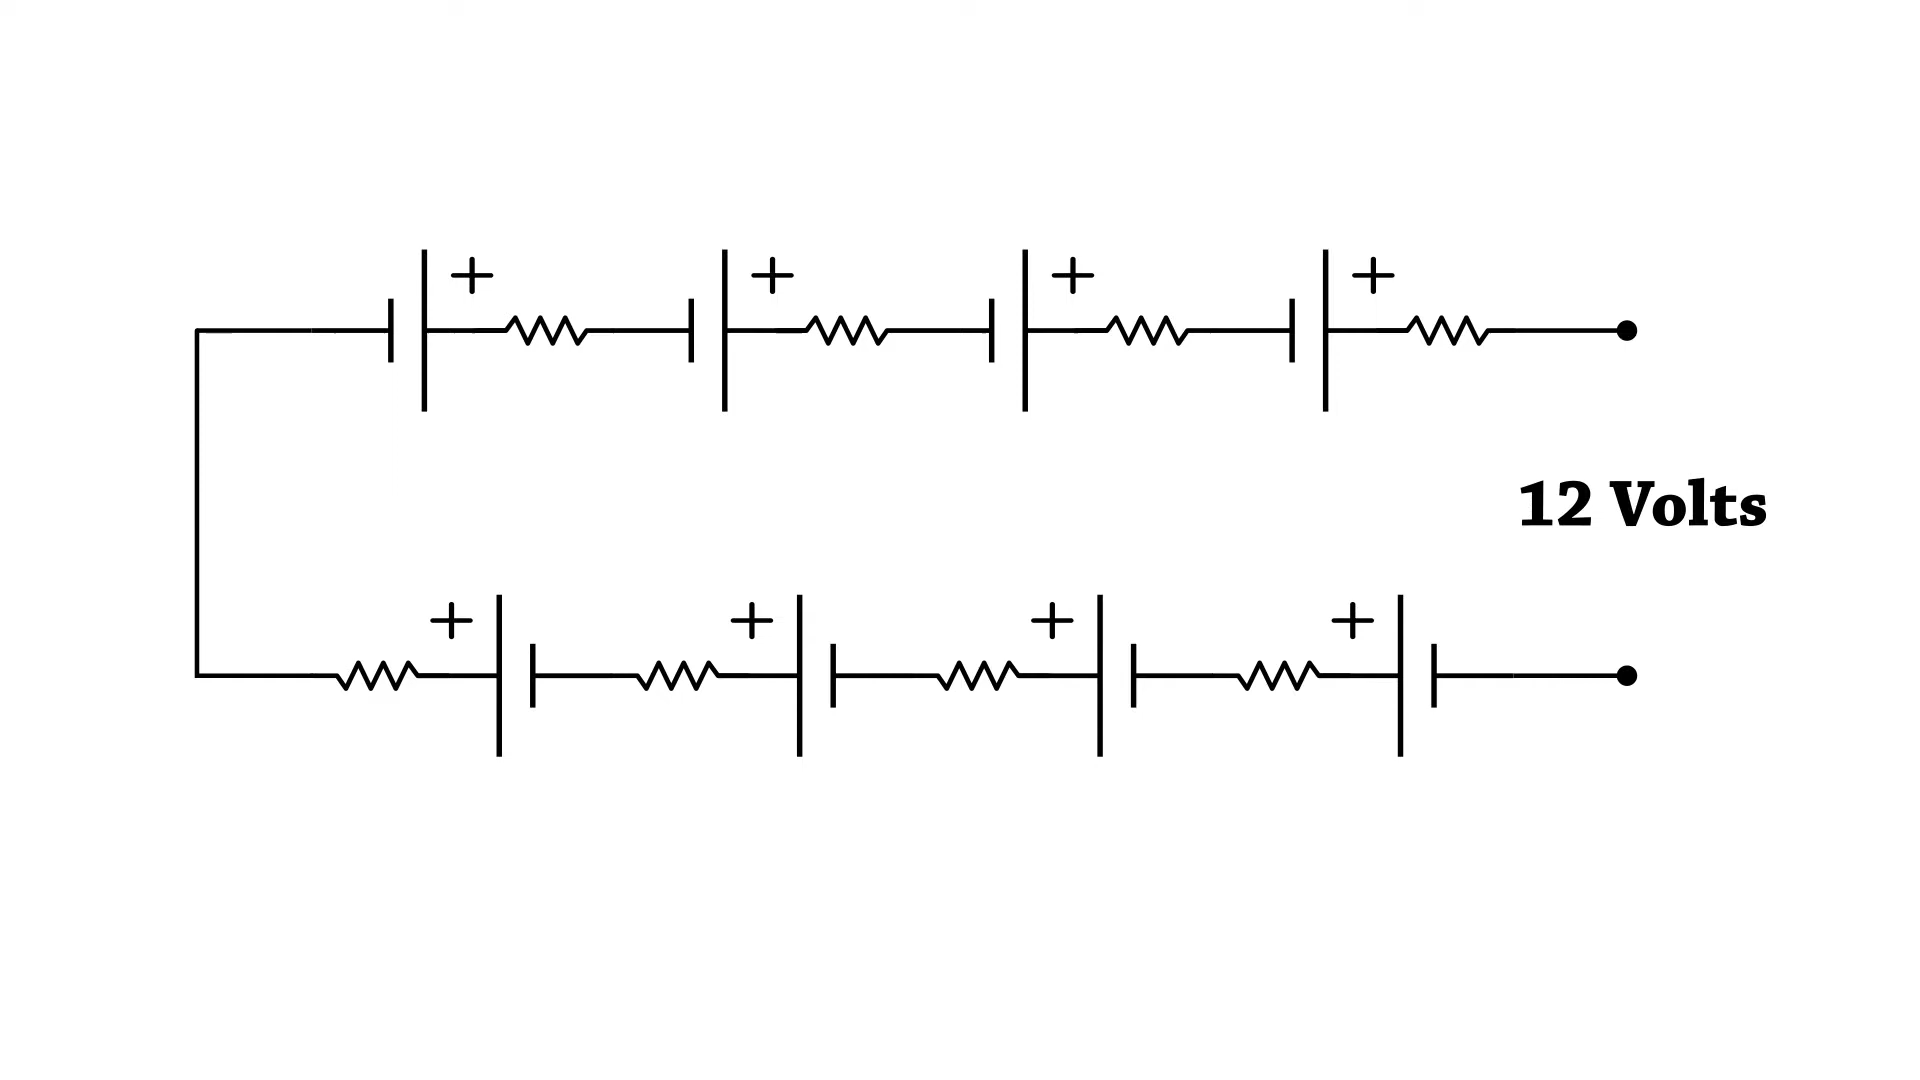 + + + +
12 Volts
+ + + +